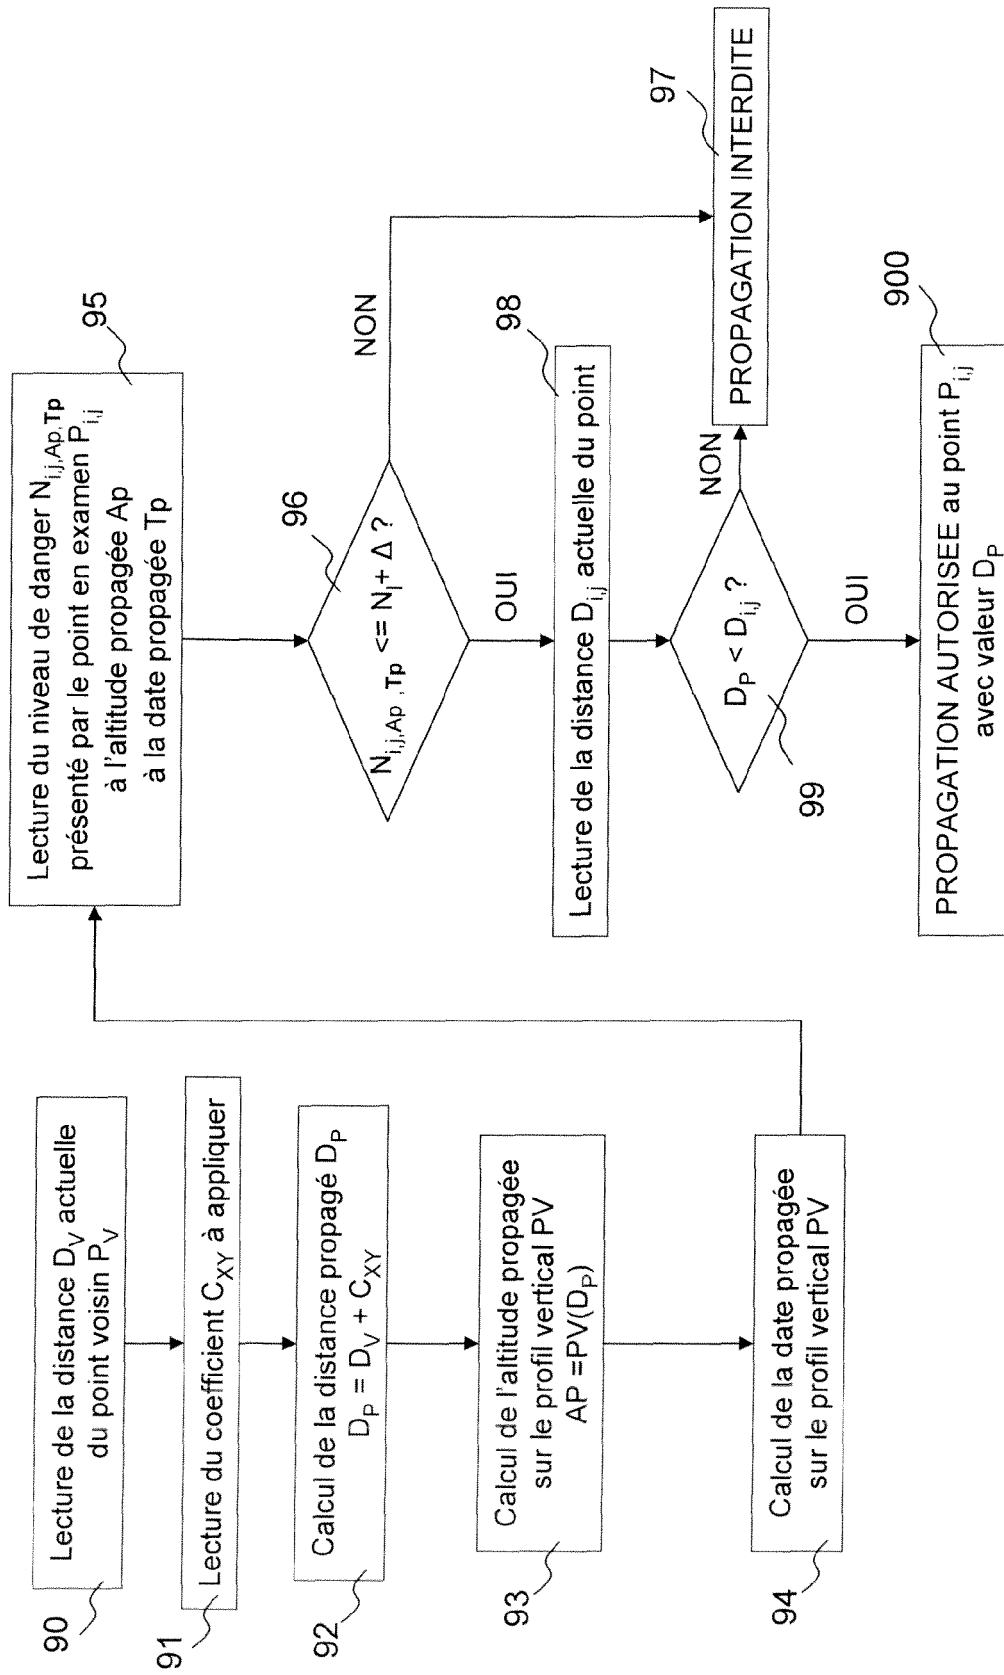 90
Lecture de la distance D_V actuelle
du point voisin P_V
91
Lecture du coefficient C_XY à appliquer
92
Calcul de la distance propagé D_P
D_P = D_V + C_XY
93
Calcul de l'altitude propagée
sur le profil vertical PV
AP =PV(D_P)
94
Calcul de la date propagée
sur le profil vertical PV
95
Lecture du niveau de danger N_i,j,Ap,Tp
présenté par le point en examen P_i,j
à l'altitude propagée Ap
à la date propagée Tp
96
N_i,j,Ap,Tp <= N_l + Δ ?
NON
OUI
97
PROPAGATION INTERDITE
98
Lecture de la distance D_i,j actuelle du point
99
D_P < D_i,j ?
NON
OUI
900
PROPAGATION AUTORISEE au point P_i,j
avec valeur D_P